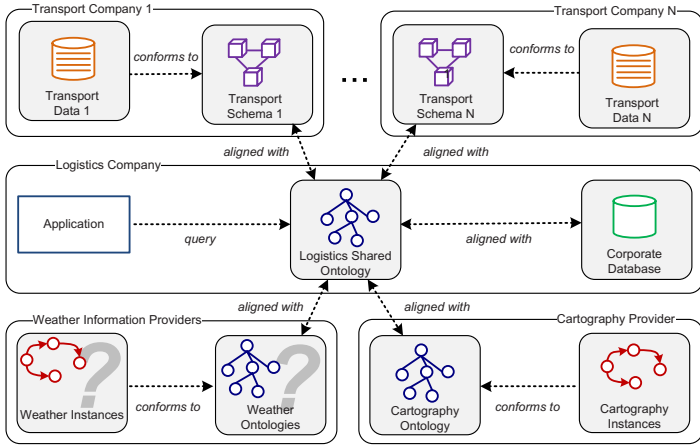 Transport Company 1
Transport Company N
conforms to
conforms to
Transport
Data 1
Transport
Schema 1
...
Transport
Schema N
Transport
Data N
aligned with
aligned with
Logistics Company
Application
query
Logistics Shared
Ontology
aligned with
Corporate
Database
aligned with
aligned with
Weather Information Providers
Cartography Provider
?
?
Weather Instances
conforms to
Weather
Ontologies
Cartography
Ontology
conforms to
Cartography
Instances